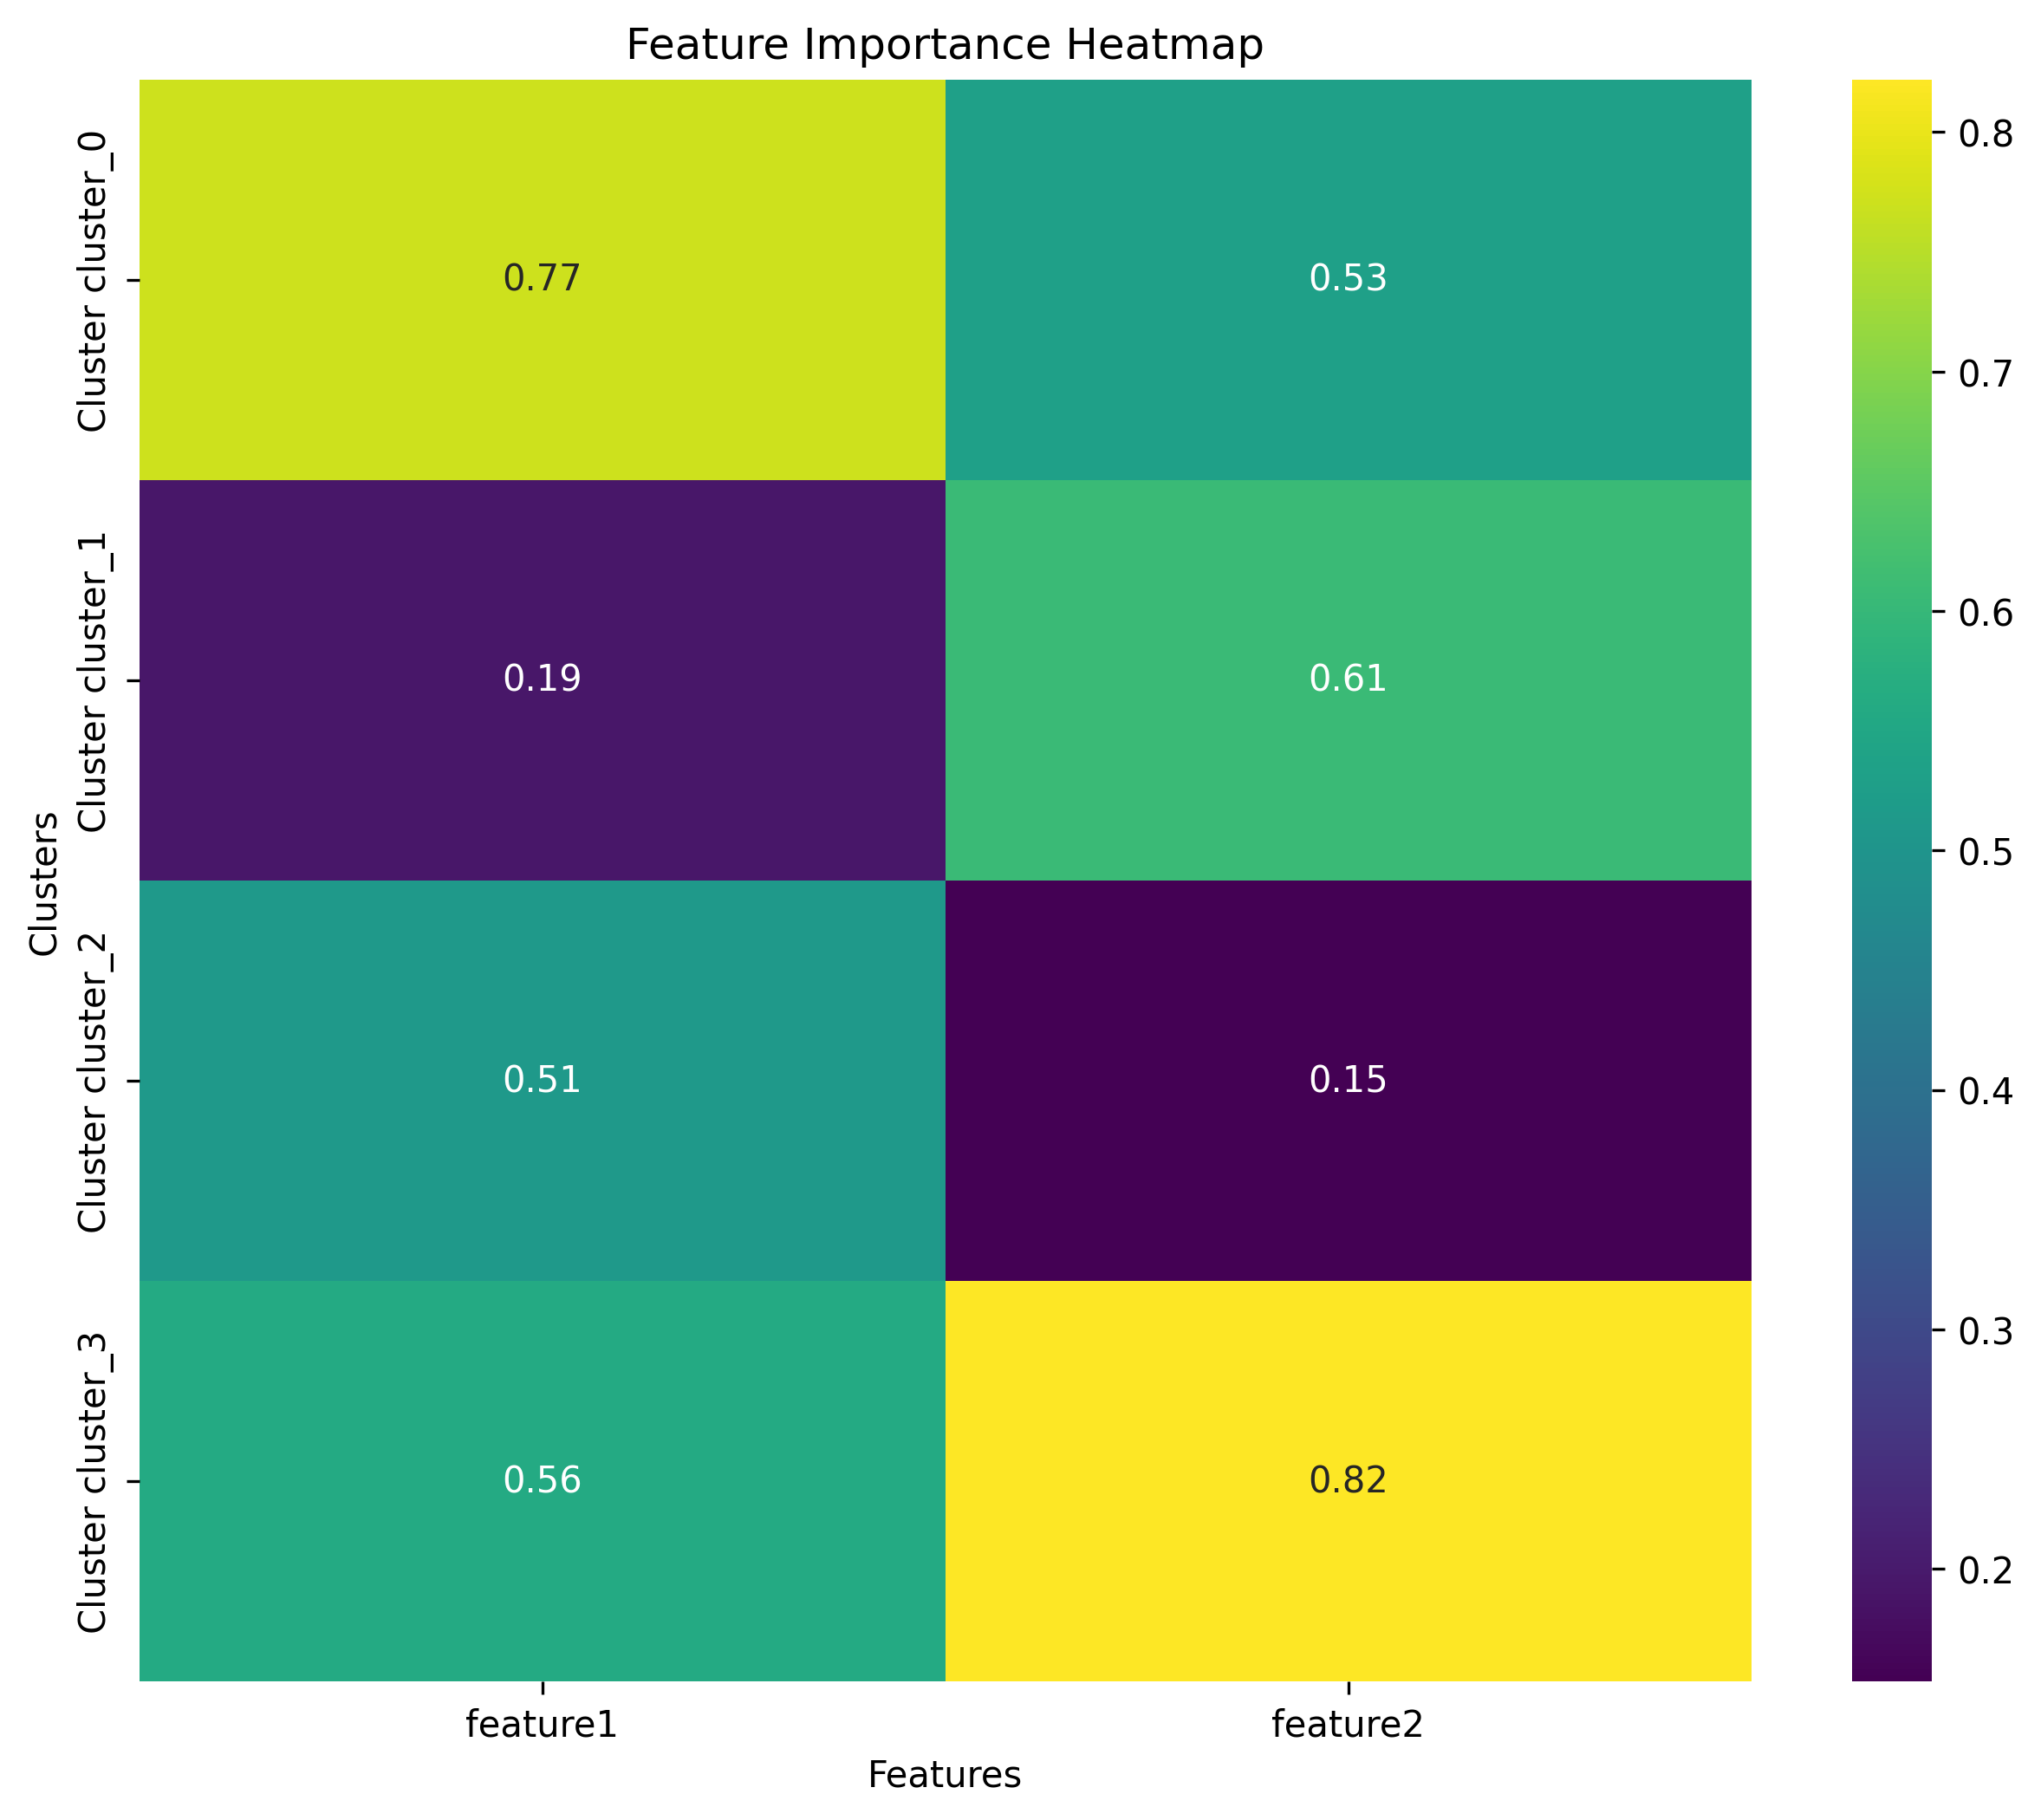 Feature Importance Heatmap
Clusters
Cluster cluster_0
0.77
0.53
Cluster cluster_1
0.19
0.61
Cluster cluster_2
0.51
0.15
Cluster cluster_3
0.56
0.82
feature1
feature2
Features
0.8
0.7
0.6
0.5
0.4
0.3
0.2